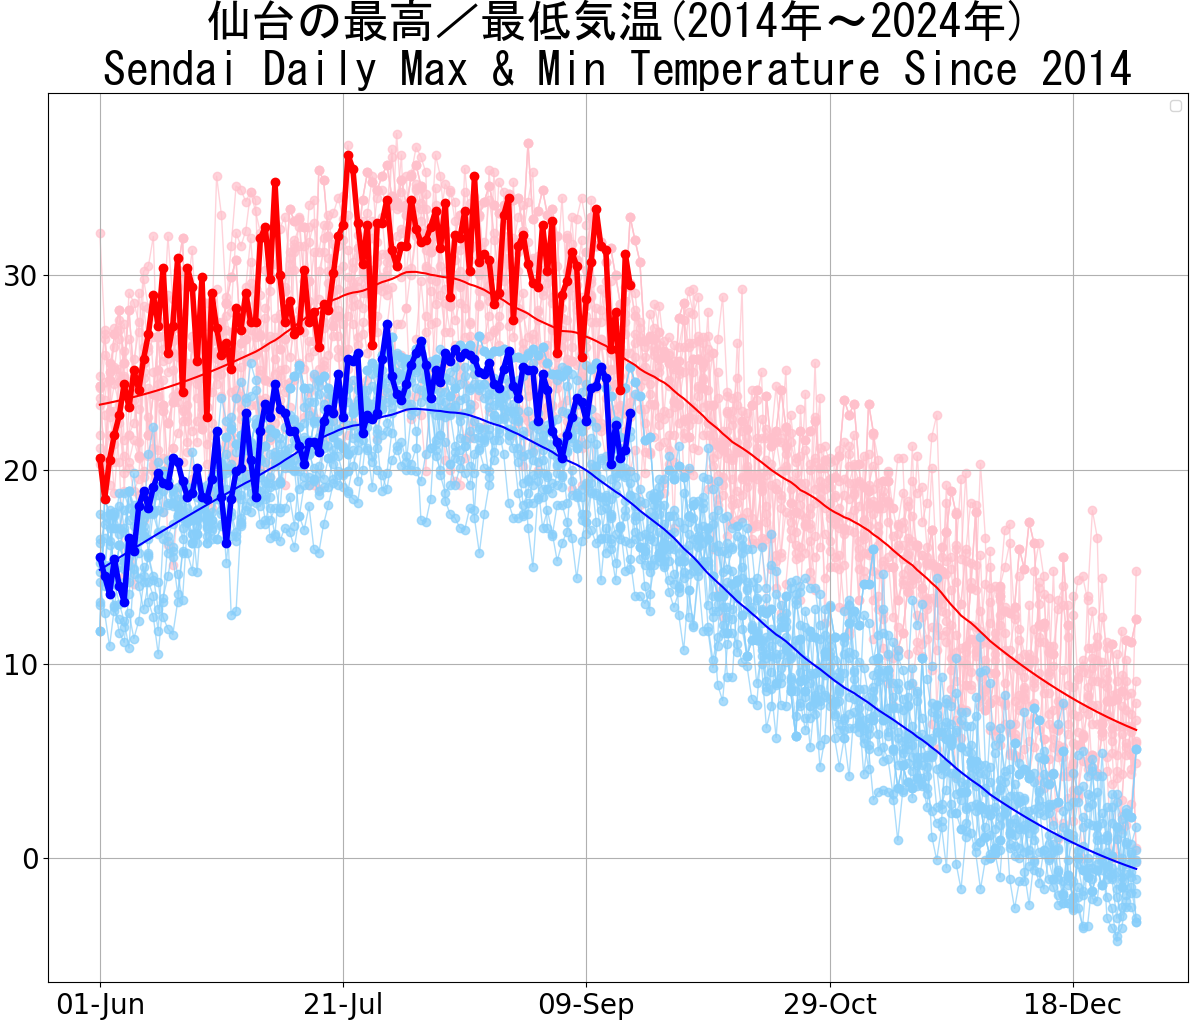 仙台の最高／最低気温(2014年～2024年)
Sendai Daily Max & Min Temperature Since 2014
30
20
10
0
01-Jun 21-Jul 09-Sep 29-Oct 18-Dec